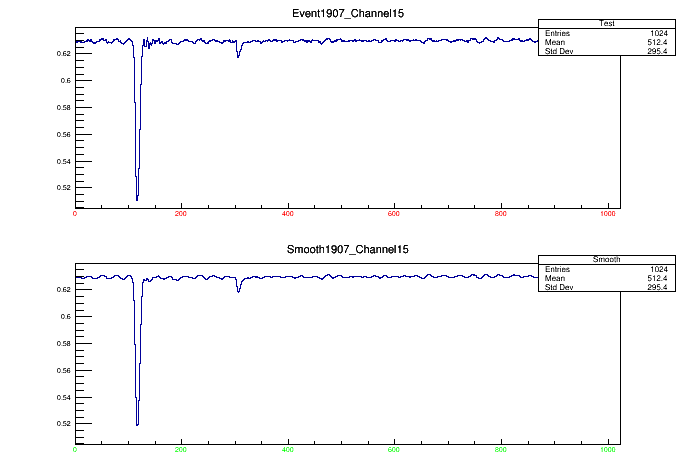 Event1907_Channel15
Test
Entries 1024
Mean 512.4
Std Dev 295.4
0.62
0.6
0.58
0.56
0.54
0.52
0 200 400 600 800 1000
Smooth1907_Channel15
Smooth
Entries 1024
Mean 512.4
Std Dev 295.4
0.62
0.6
0.58
0.56
0.54
0.52
0 200 400 600 800 1000